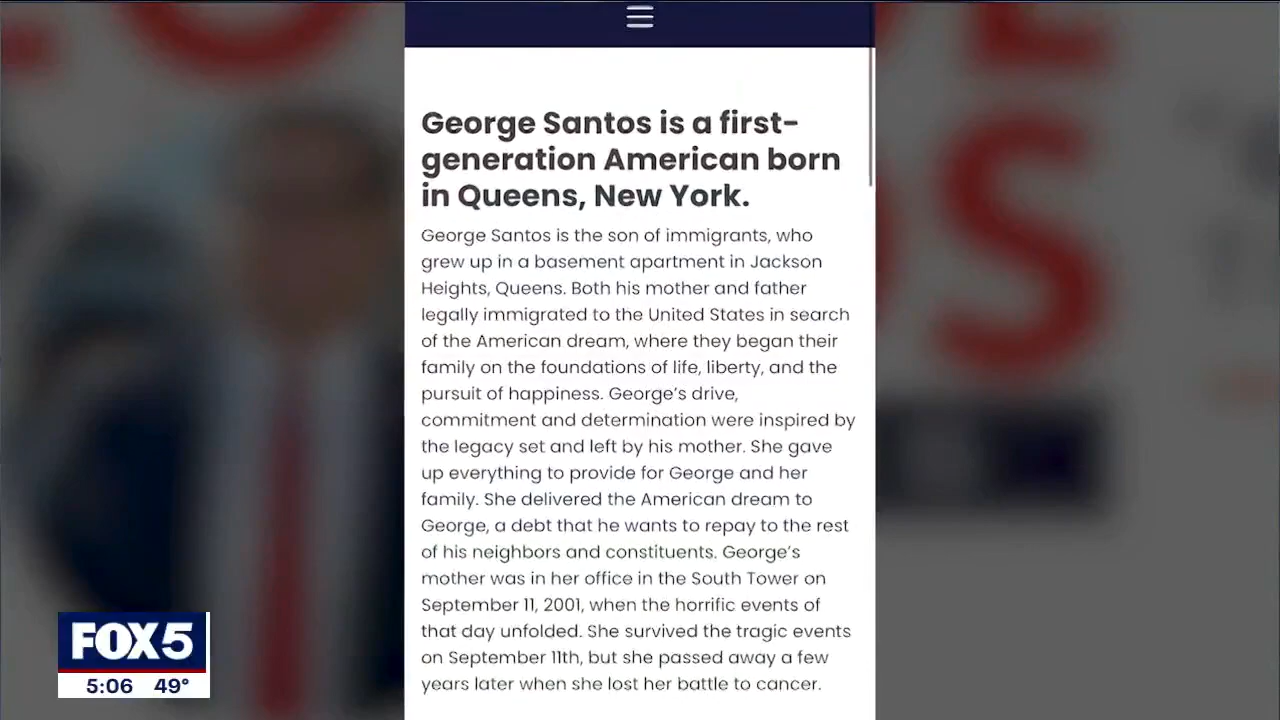 George Santos is a first-
generation American born
in Queens, New York.
George Santos is the son of immigrants, who
grew up in a basement apartment in Jackson
Heights, Queens. Both his mother and father
legally immigrated to the United States in search
of the American dream, where they began their
family on the foundations of life, liberty, and the
pursuit of happiness. George's drive,
commitment and determination were inspired by
the legacy set and left by his mother. She gave
up everything to provide for George and her
family. She delivered the American dream to
George, a debt that he wants to repay to the rest
of his neighbors and constituents. George's
mother was in her office in the South Tower on
September 11, 2001, when the horrific events of
that day unfolded. She survived the tragic events
on September 11th, but she passed away a few
years later when she lost her battle to cancer.
FOX 5
5:06 49°